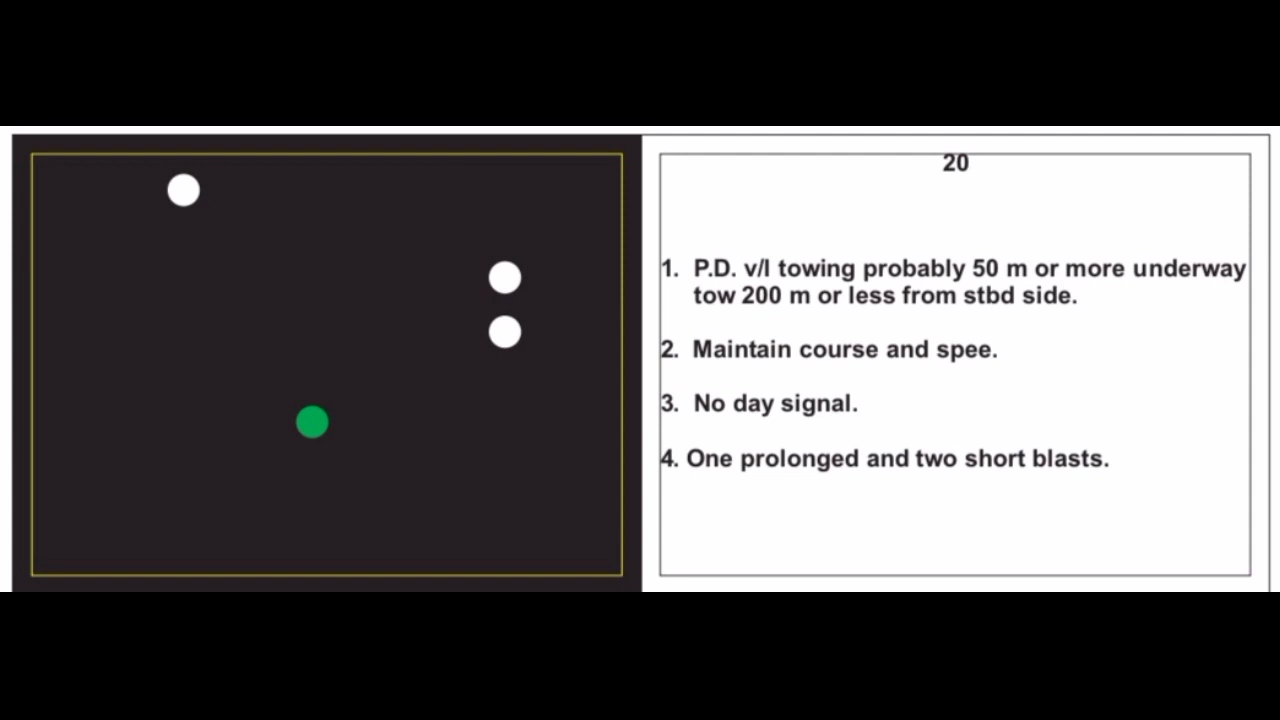 20
1. P.D. v/l towing probably 50 m or more underway
tow 200 m or less from stbd side.
2. Maintain course and spee.
3. No day signal.
4. One prolonged and two short blasts.